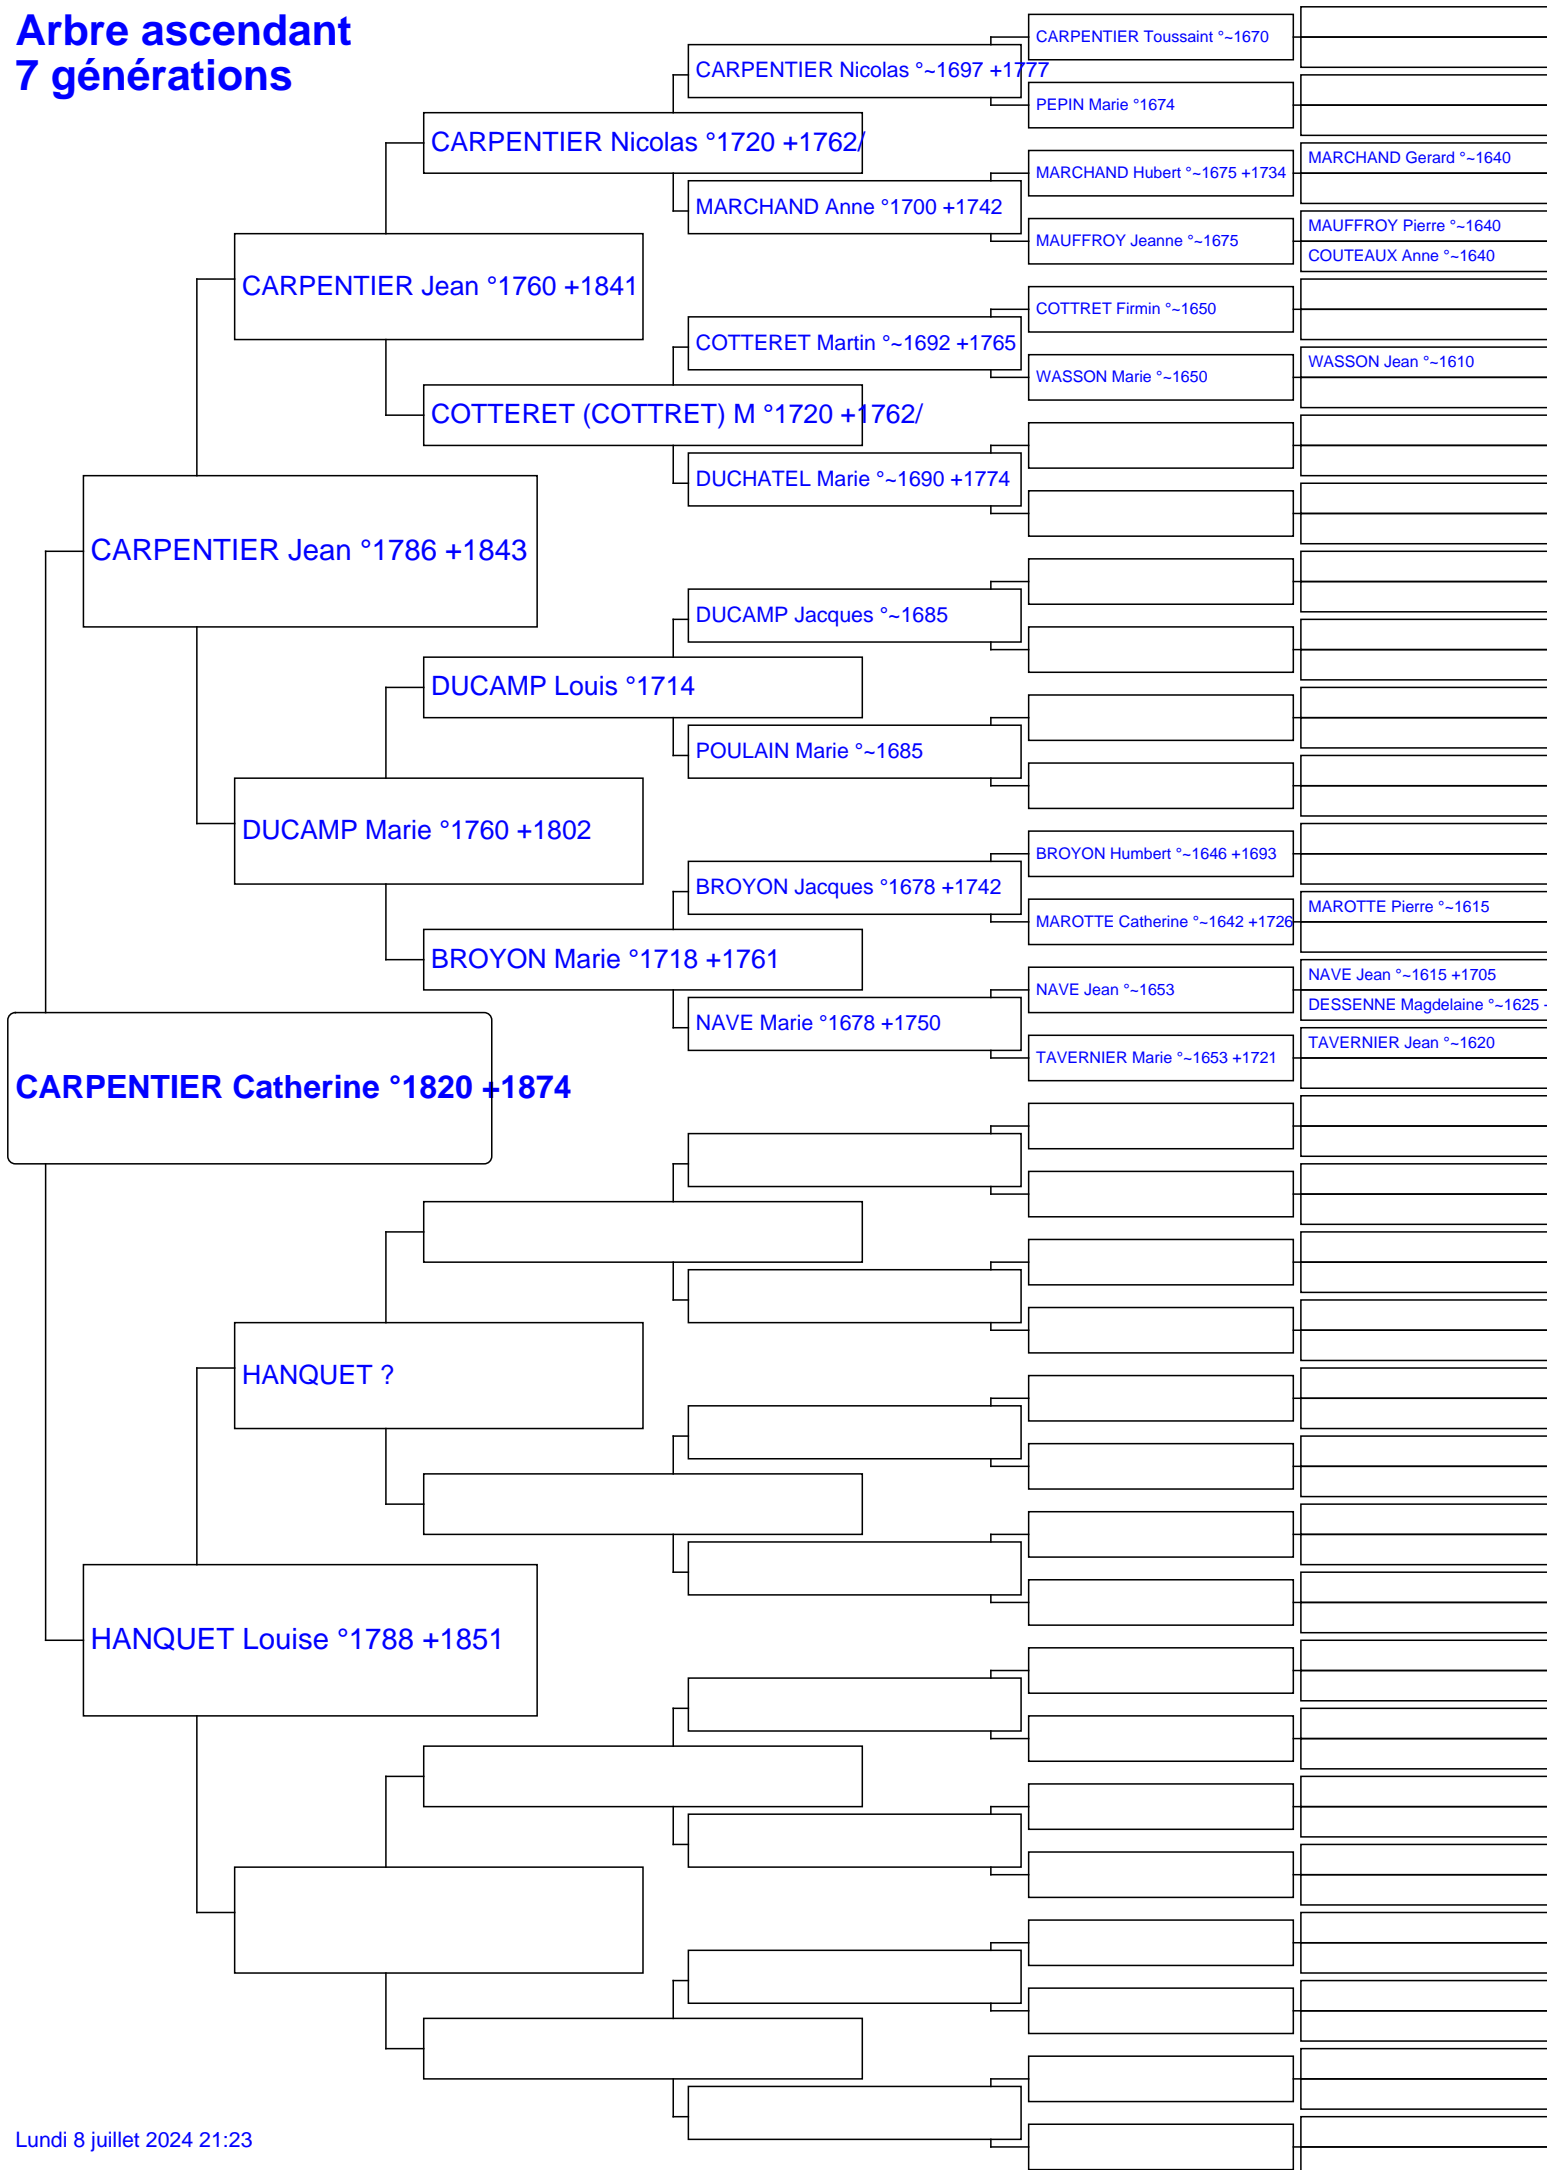 Arbre ascendant
7 générations
CARPENTIER Toussaint °~1670
CARPENTIER Nicolas °~1697 +1777
PEPIN Marie °1674
CARPENTIER Nicolas °1720 +1762/
MARCHAND Gerard °~1640
MARCHAND Hubert °~1675 +1734
MARCHAND Anne °1700 +1742
MAUFFROY Pierre °~1640
MAUFFROY Jeanne °~1675
COUTEAUX Anne °~1640
CARPENTIER Jean °1760 +1841
COTTRET Firmin °~1650
COTTERET Martin °~1692 +1765
WASSON Jean °~1610
WASSON Marie °~1650
COTTERET (COTTRET) M °1720 +1762/
DUCHATEL Marie °~1690 +1774
CARPENTIER Jean °1786 +1843
DUCAMP Jacques °~1685
DUCAMP Louis °1714
POULAIN Marie °~1685
DUCAMP Marie °1760 +1802
BROYON Humbert °~1646 +1693
BROYON Jacques °1678 +1742
MAROTTE Pierre °~1615
MAROTTE Catherine °~1642 +1726
BROYON Marie °1718 +1761
NAVE Jean °~1615 +1705
NAVE Jean °~1653
DESSENNE Magdelaine °~1625
NAVE Marie °1678 +1750
TAVERNIER Jean °~1620
TAVERNIER Marie °~1653 +1721
CARPENTIER Catherine °1820 +1874
HANQUET ?
HANQUET Louise °1788 +1851
Lundi 8 juillet 2024 21:23